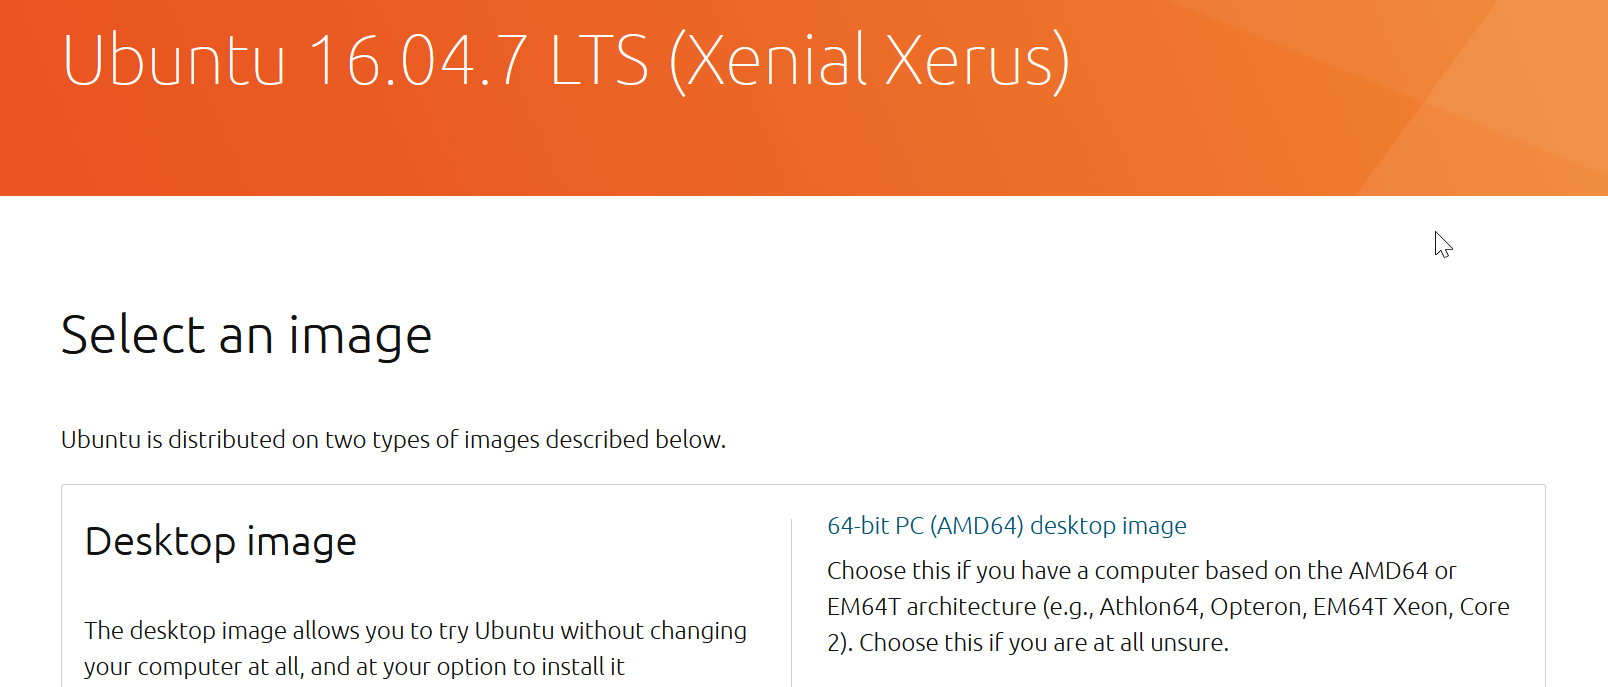 Ubuntu 16.04.7 LTS (Xenial Xerus)
Select an image
Ubuntu is distributed on two types of images described below.
Desktop image
The desktop image allows you to try Ubuntu without changing
your computer at all, and at your option to install it
64-bit PC (AMD64) desktop image
Choose this if you have a computer based on the AMD64 or
EM64T architecture (e.g., Athlon64, Opteron, EM64T Xeon, Core
2). Choose this if you are at all unsure.